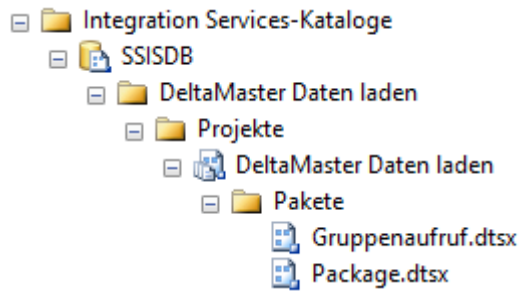 Integration Services-Kataloge
SSISDB
DeltaMaster Daten laden
Projekte
DeltaMaster Daten laden
Pakete
Gruppenaufruf.dtsx
Package.dtsx